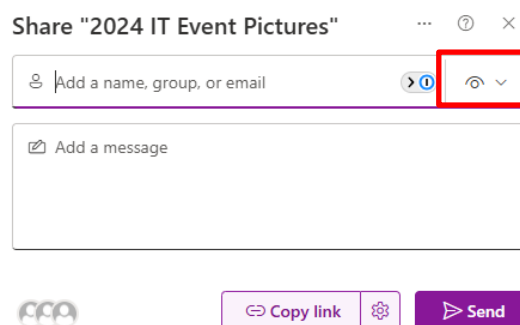 Share "2024 IT Event Pictures"
Add a name, group, or email
Add a message
Copy link
Send